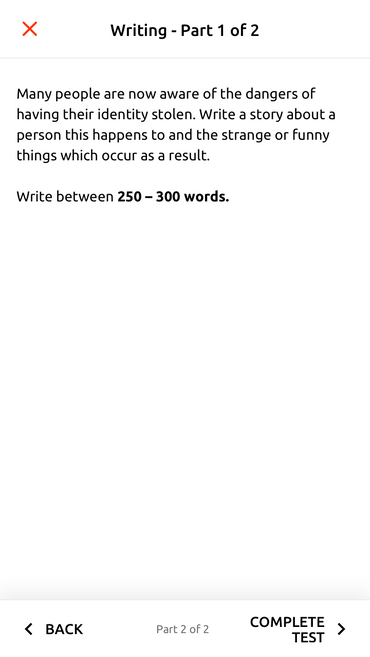 Writing - Part 1 of 2
Many people are now aware of the dangers of
having their identity stolen. Write a story about a
person this happens to and the strange or funny
things which occur as a result.
Write between 250 – 300 words.
BACK
Part 2 of 2
COMPLETE
TEST